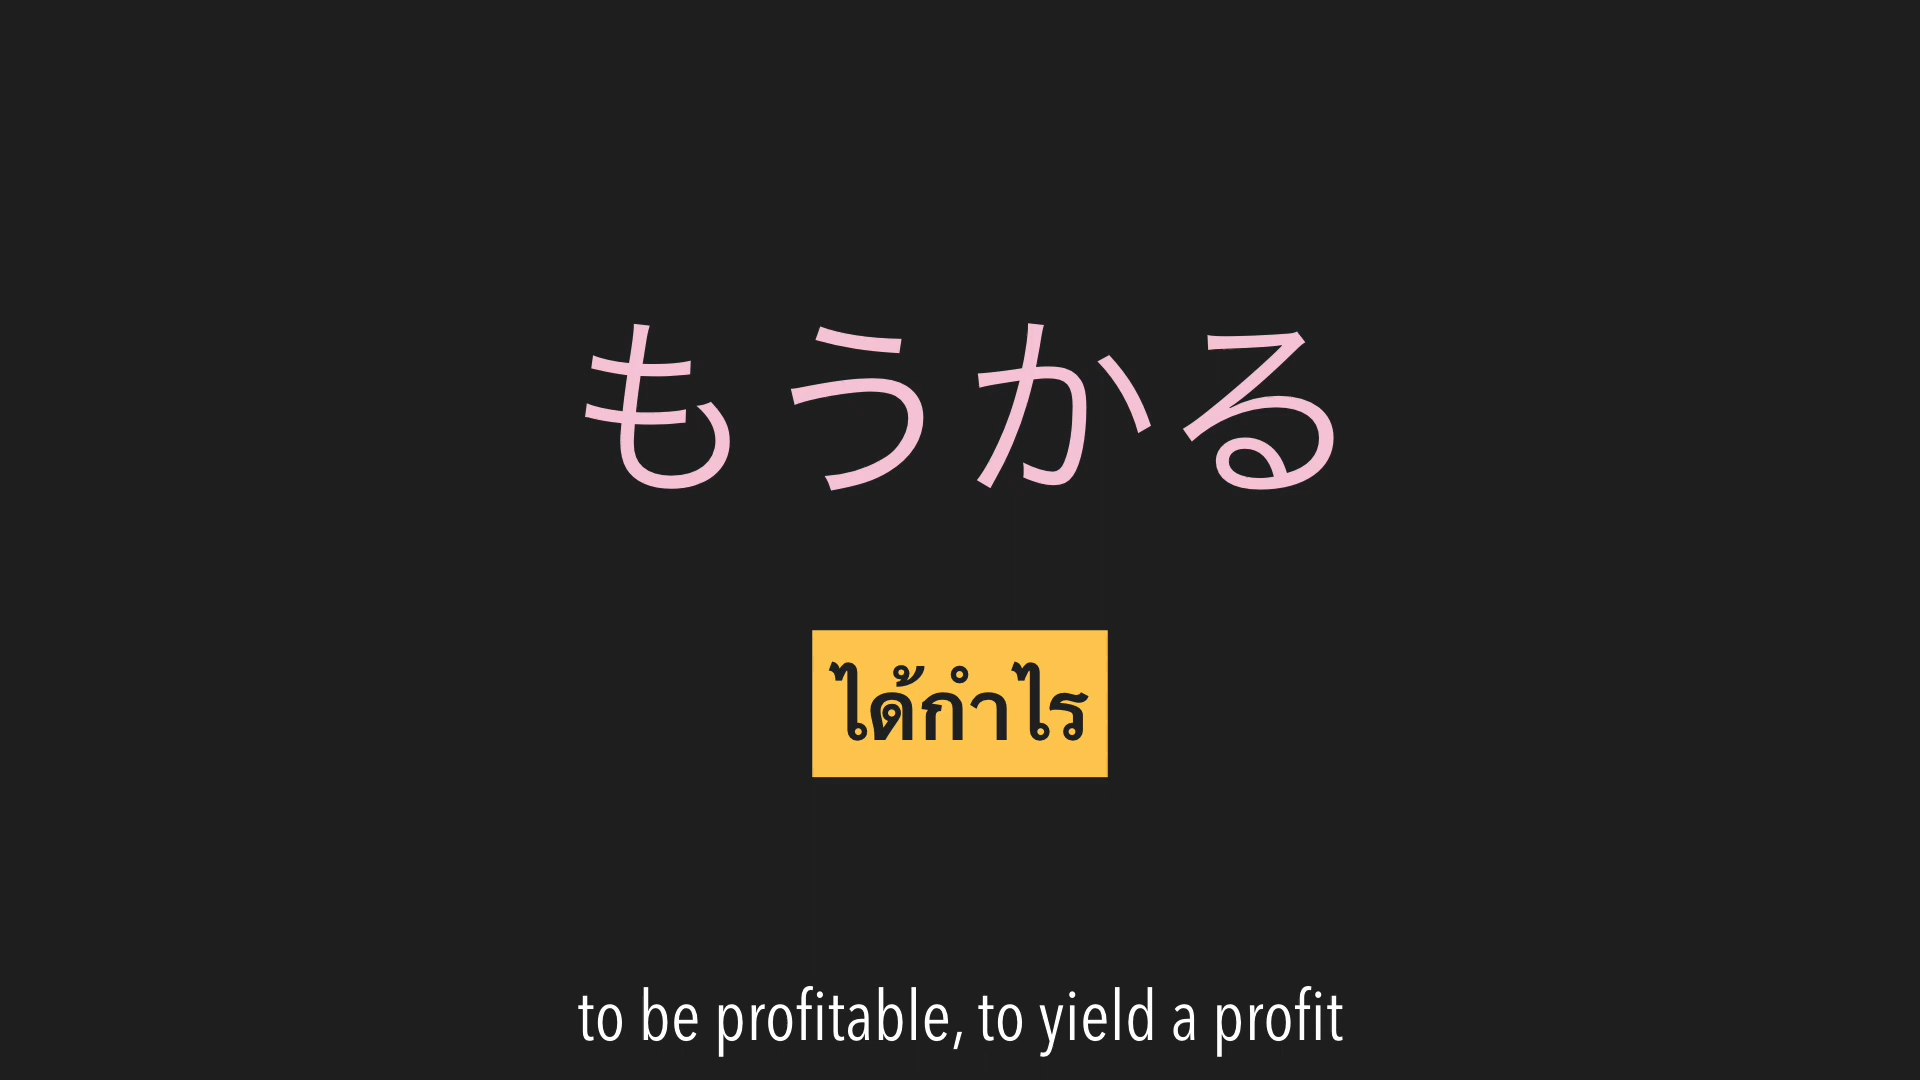 もうかる
ได้กำไร
to be profitable, to yield a profit